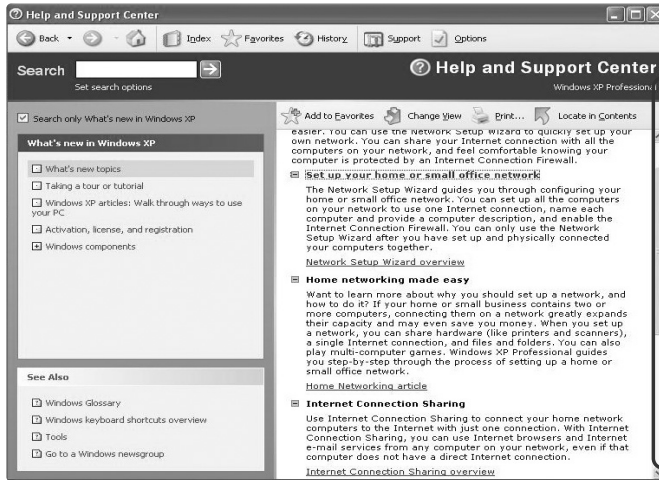 Help and Support Center
Back
Index
Favorites
History
Support
Options
Search
Set search options
Help and Support Center
Windows XP Professional
Search only What's new in Windows XP
What's new in Windows XP
What's new topics
Taking a tour or tutorial
Windows XP articles: Walk through ways to use
your PC
Activation, license, and registration
Windows components
See Also
Windows Glossary
Windows keyboard shortcuts overview
Tools
Go to a Windows newsgroup
Add to Favorites
Change View
Print...
Locate in Contents
easier. You can use the Network Setup Wizard to quickly set up your
own network. You can share your Internet connection with all the
computers on your network, and feel comfortable knowing your
computer is protected by an Internet Connection Firewall.
Set up your home or small office network
The Network Setup Wizard guides you through configuring your
home or small office network. You can set up all the computers
on your network to use one Internet connection, name each
computer and provide a computer description, and enable the
Internet Connection Firewall. You can only use the Network
Setup Wizard after you have set up and physically connected
your computers together.
Network Setup Wizard overview
Home networking made easy
Want to learn more about why you should set up a network, and
how to do it? If your home or small business contains two or
more computers, connecting them on a network greatly expands
their capacity and may even save you money. When you set up
a network, you can share hardware (like printers and scanners),
a single Internet connection, and files and folders. You can also
play multi-computer games. Windows XP Professional guides
you step-by-step through the process of setting up a home or
small office network.
Home Networking article
Internet Connection Sharing
Use Internet Connection Sharing to connect your home network
computers to the Internet with just one connection. With Internet
Connection Sharing, you can use Internet browsers and Internet
e-mail services from any computer on your network, even if that
computer does not have a direct Internet connection.
Internet Connection Sharing overview